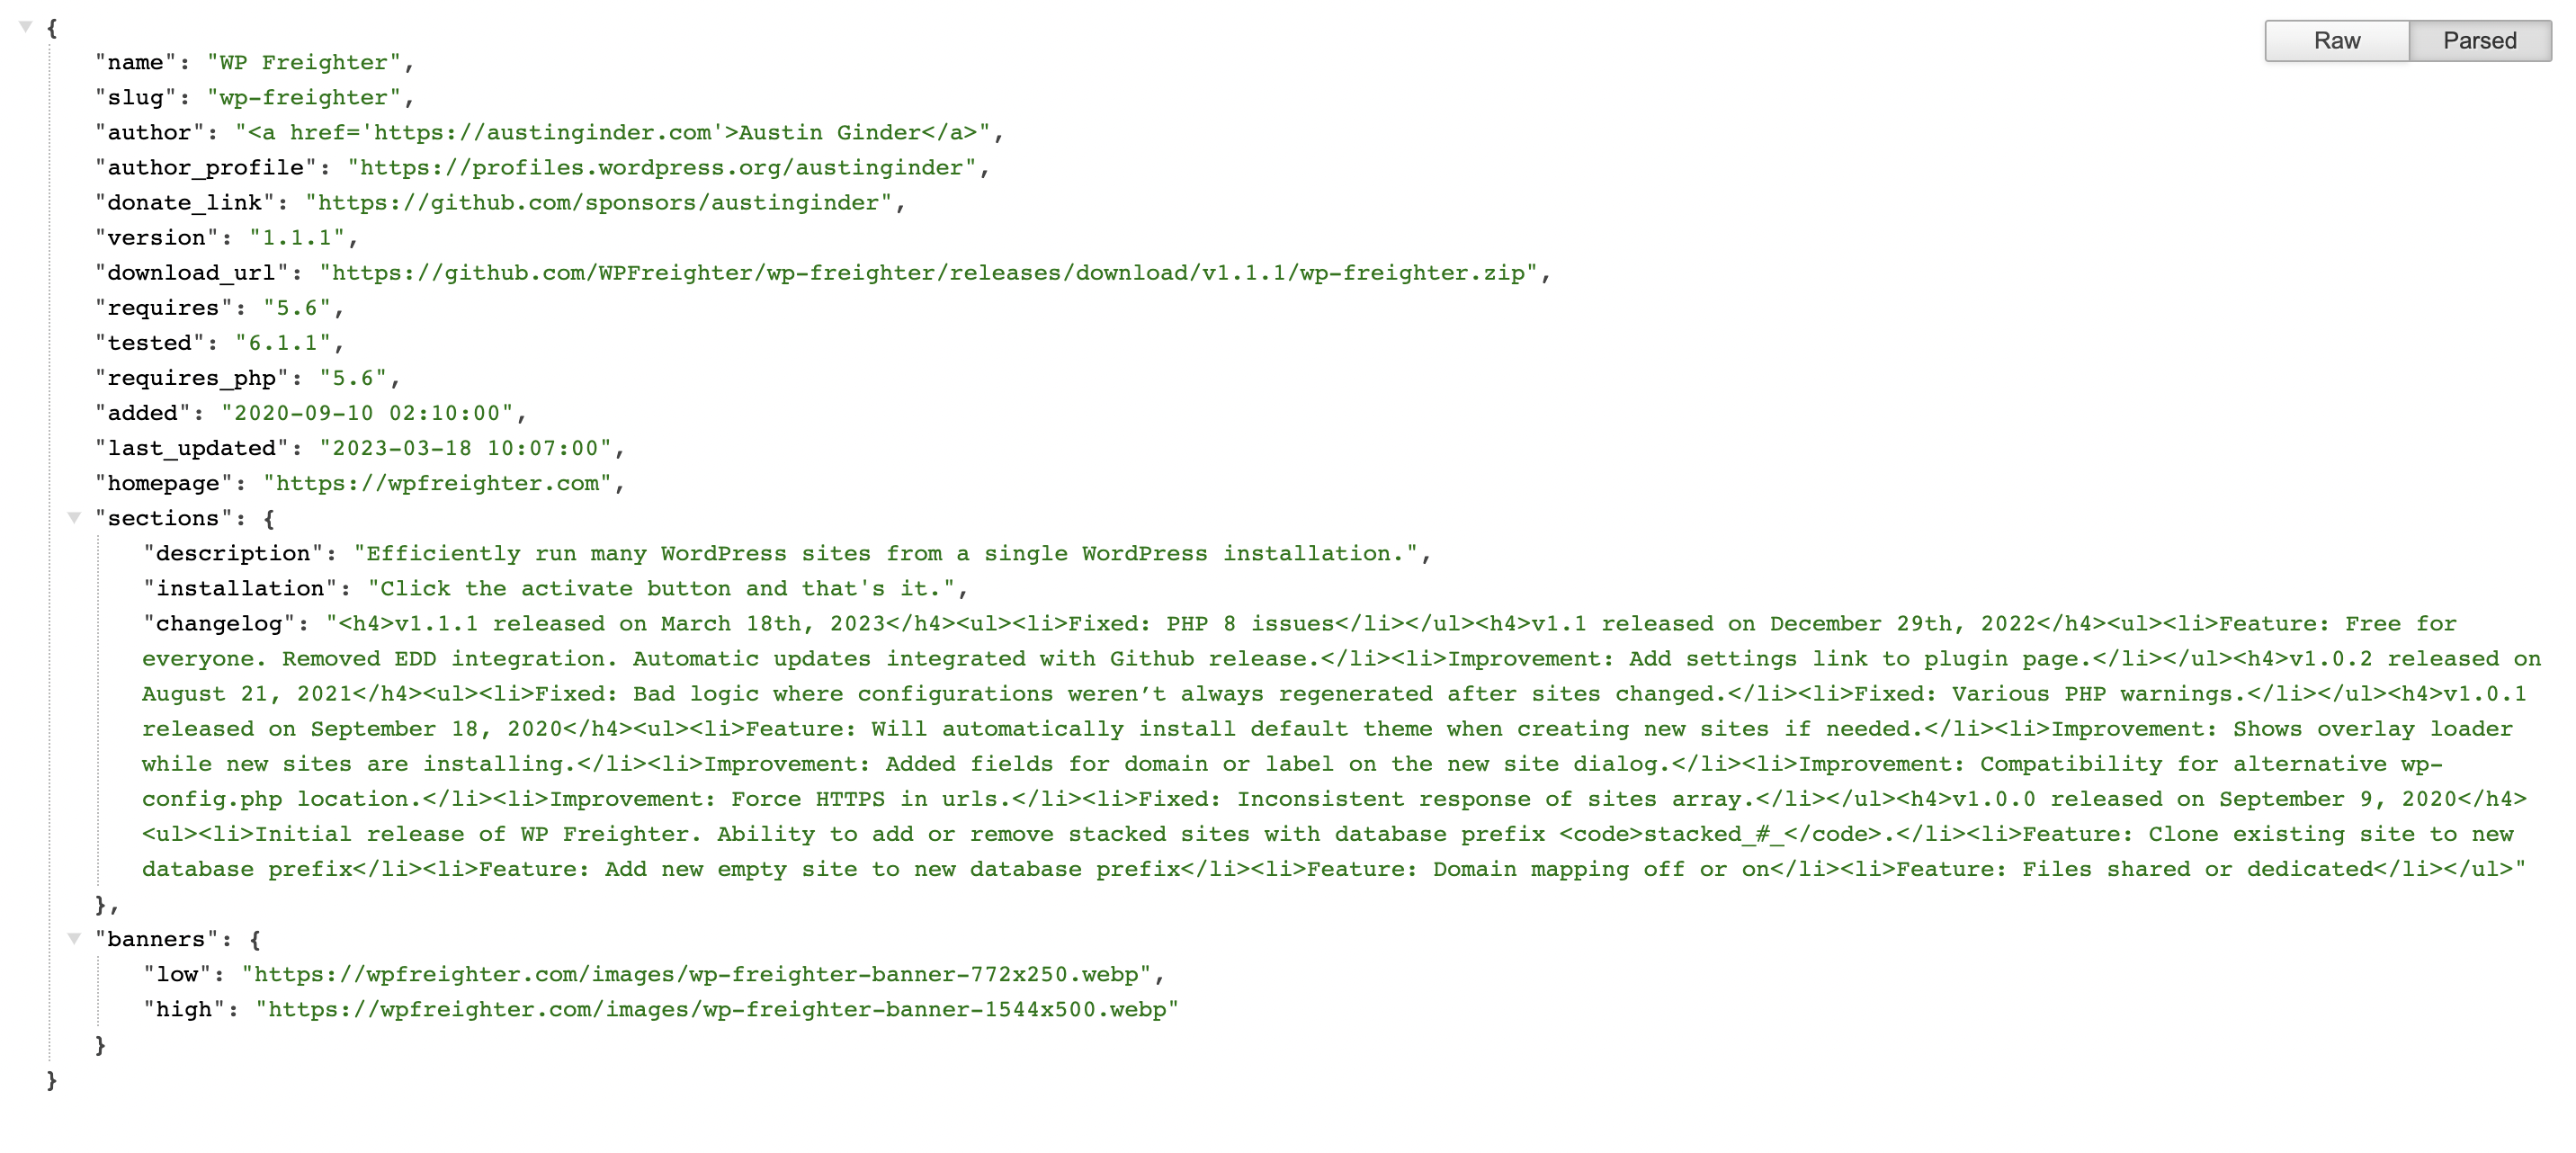 {
"name": "WP Freighter",
"slug": "wp-freighter",
"author": "<a href='https://austinginder.com'>Austin Ginder</a>",
"author_profile": "https://profiles.wordpress.org/austinginder",
"donate_link": "https://github.com/sponsors/austinginder",
"version": "1.1.1",
"download_url": "https://github.com/WPFreighter/wp-freighter/releases/download/v1.1.1/wp-freighter.zip",
"requires": "5.6",
"tested": "6.1.1",
"requires_php": "5.6",
"added": "2020-09-10 02:10:00",
"last_updated": "2023-03-18 10:07:00",
"homepage": "https://wpfreighter.com",
"sections": {
"description": "Efficiently run many WordPress sites from a single WordPress installation.",
"installation": "Click the activate button and that's it.",
"changelog": "<h4>v1.1.1 released on March 18th, 2023</h4><ul><li>Fixed: PHP 8 issues</li></ul><h4>v1.1 released on December 29th, 2022</h4><ul><li>Feature: Free for
everyone. Removed EDD integration. Automatic updates integrated with Github release.</li><li>Improvement: Add settings link to plugin page.</li></ul><h4>v1.0.2 released on
August 21, 2021</h4><ul><li>Fixed: Bad logic where configurations weren’t always regenerated after sites changed.</li><li>Fixed: Various PHP warnings.</li></ul><h4>v1.0.1
released on September 18, 2020</h4><ul><li>Feature: Will automatically install default theme when creating new sites if needed.</li><li>Improvement: Shows overlay loader
while new sites are installing.</li><li>Improvement: Added fields for domain or label on the new site dialog.</li><li>Improvement: Compatibility for alternative wp-
config.php location.</li><li>Improvement: Force HTTPS in urls.</li><li>Fixed: Inconsistent response of sites array.</li></ul><h4>v1.0.0 released on September 9, 2020</h4>
<ul><li>Initial release of WP Freighter. Ability to add or remove stacked sites with database prefix <code>stacked_#_</code>.</li><li>Feature: Clone existing site to new
database prefix</li><li>Feature: Add new empty site to new database prefix</li><li>Feature: Domain mapping off or on</li><li>Feature: Files shared or dedicated</li></ul>"
},
"banners": {
"low": "https://wpfreighter.com/images/wp-freighter-banner-772x250.webp",
"high": "https://wpfreighter.com/images/wp-freighter-banner-1544x500.webp"
}
}
Raw
Parsed